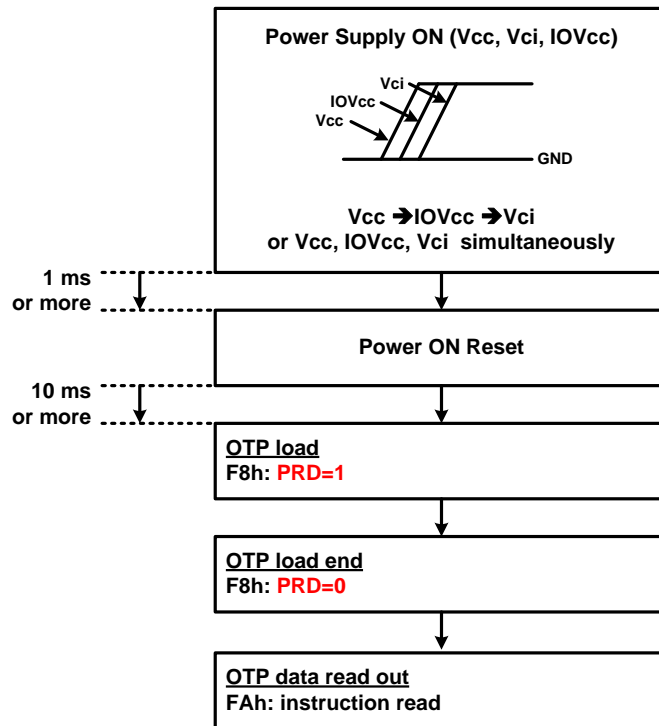 Power Supply ON (Vcc, Vci, IOVcc)
Vci
IOVcc
Vcc
GND
Vcc ➔IOVcc ➔Vci
or Vcc, IOVcc, Vci simultaneously
1 ms
or more
Power ON Reset
10 ms
or more
OTP load
F8h: PRD=1
OTP load end
F8h: PRD=0
OTP data read out
FAh: instruction read